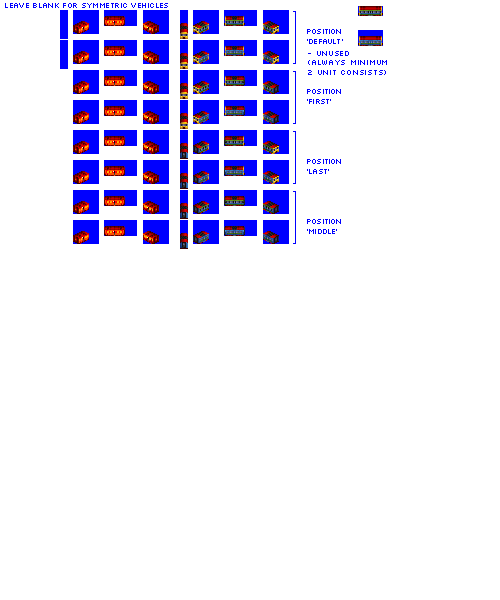 LEAVE BLANK FOR SYMMETRIC VEHICLES
POSITION
'DEFAULT'
- UNUSED
(ALWAYS MINIMUM
2 UNIT CONSISTS)
POSITION
'FIRST'
POSITION
'LAST'
POSITION
'MIDDLE'